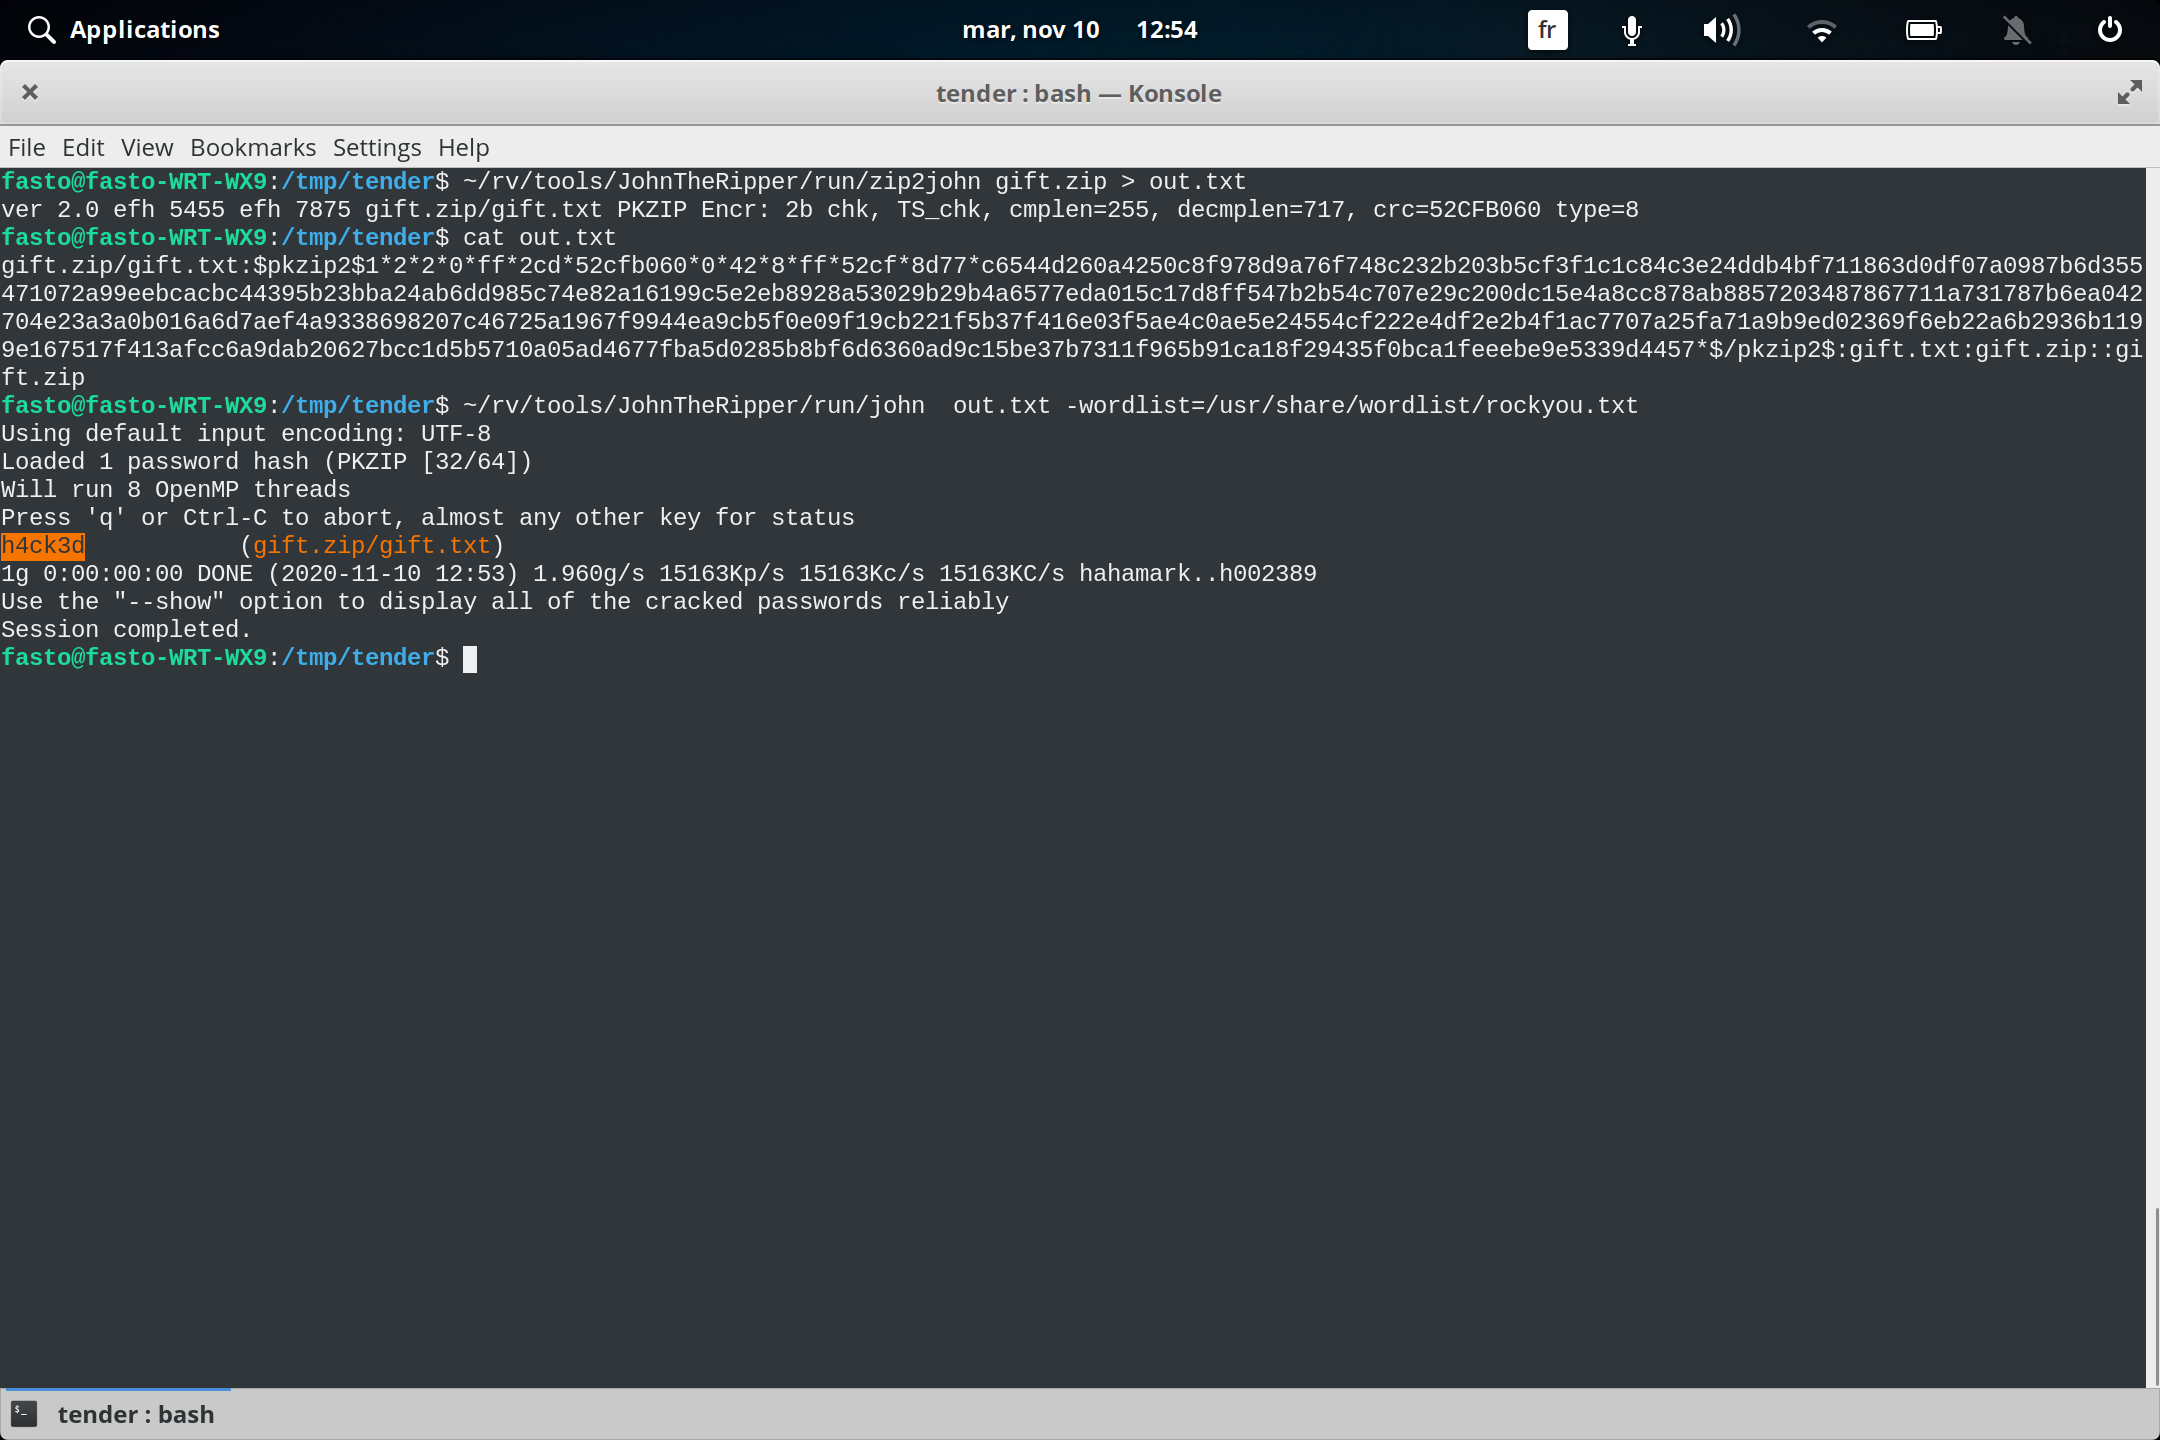 Applications
mar, nov 10 12:54
fr
tender : bash — Konsole
File Edit View Bookmarks Settings Help
fasto@fasto-WRT-WX9:/tmp/tender$ ~/rv/tools/JohnTheRipper/run/zip2john gift.zip > out.txt
ver 2.0 efh 5455 efh 7875 gift.zip/gift.txt PKZIP Encr: 2b chk, TS_chk, cmplen=255, decmplen=717, crc=52CFB060 type=8
fasto@fasto-WRT-WX9:/tmp/tender$ cat out.txt
gift.zip/gift.txt:$pkzip2$1*2*2*0*ff*2cd*52cfb060*0*42*8*ff*52cf*8d77*c6544d260a4250c8f978d9a76f748c232b203b5cf3f1c1c84c3e24ddb4bf711863d0df07a0987b6d355
471072a99eebcacbc44395b23bba24ab6dd985c74e82a16199c5e2eb8928a53029b29b4a6577eda015c17d8ff547b2b54c707e29c200dc15e4a8cc878ab8857203487867711a731787b6ea042
704e23a3a0b016a6d7aef4a9338698207c46725a1967f9944ea9cb5f0e09f19cb221f5b37f416e03f5ae4c0ae5e24554cf222e4df2e2b4f1ac7707a25fa71a9b9ed02369f6eb22a6b2936b119
9e167517f413afcc6a9dab20627bcc1d5b5710a05ad4677fba5d0285b8bf6d6360ad9c15be37b7311f965b91ca18f29435f0bca1feeebe9e5339d4457*$/pkzip2$:gift.txt:gift.zip::gi
ft.zip
fasto@fasto-WRT-WX9:/tmp/tender$ ~/rv/tools/JohnTheRipper/run/john  out.txt -wordlist=/usr/share/wordlist/rockyou.txt
Using default input encoding: UTF-8
Loaded 1 password hash (PKZIP [32/64])
Will run 8 OpenMP threads
Press 'q' or Ctrl-C to abort, almost any other key for status
h4ck3d           (gift.zip/gift.txt)
1g 0:00:00:00 DONE (2020-11-10 12:53) 1.960g/s 15163Kp/s 15163Kc/s 15163KC/s hahamark..h002389
Use the "--show" option to display all of the cracked passwords reliably
Session completed.
fasto@fasto-WRT-WX9:/tmp/tender$
tender : bash